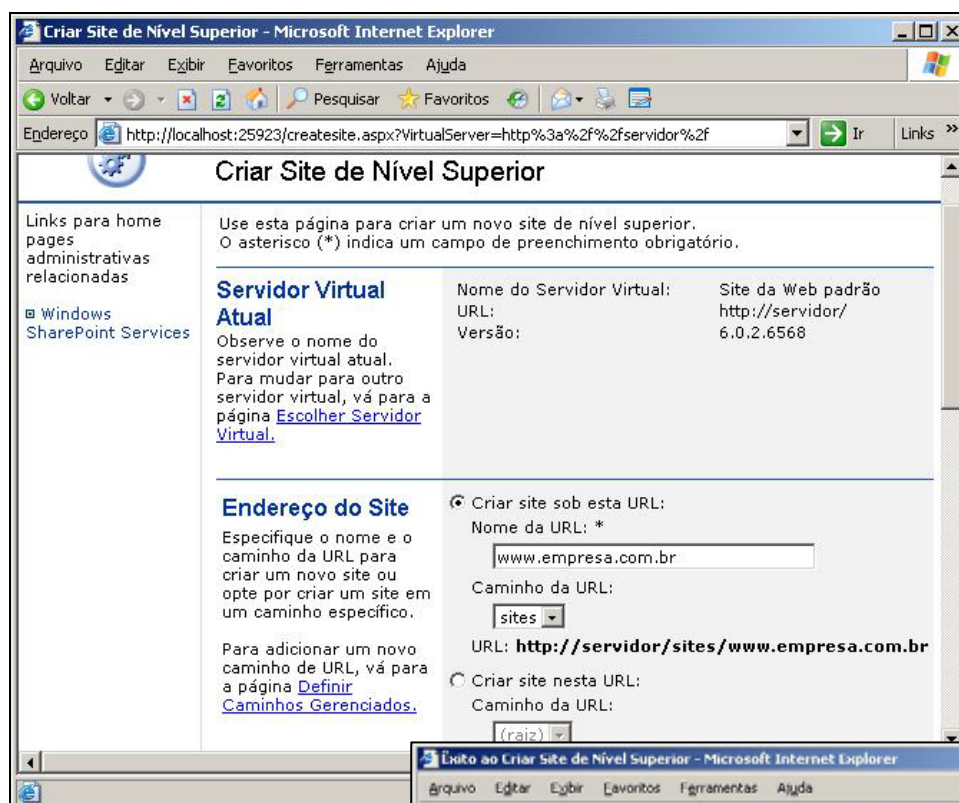 Criar Site de Nível Superior - Microsoft Internet Explorer
Arquivo Editar Exibir Favoritos Ferramentas Ajuda
Voltar Pesquisar Favoritos
Endereço http://localhost:25923/createsite.aspx?VirtualServer=http%3a%2f%2fservidor%2f Ir Links »
Criar Site de Nível Superior
Links para home
pages
administrativas
relacionadas
Windows
SharePoint Services
Use esta página para criar um novo site de nível superior.
O asterisco (*) indica um campo de preenchimento obrigatório.
Servidor Virtual
Atual
Observe o nome do
servidor virtual atual.
Para mudar para outro
servidor virtual, vá para a
página Escolher Servidor
Virtual.
Nome do Servidor Virtual: Site da Web padrão
URL: http://servidor/
Versão: 6.0.2.6568
Endereço do Site
Especifique o nome e o
caminho da URL para
criar um novo site ou
opte por criar um site em
um caminho específico.
Para adicionar um novo
caminho de URL, vá para
a página Definir
Caminhos Gerenciados.
Criar site sob esta URL:
Nome da URL: *
www.empresa.com.br
Caminho da URL:
sites
URL: http://servidor/sites/www.empresa.com.br
Criar site nesta URL:
Caminho da URL:
(raiz)
Êxito ao Criar Site de Nível Superior - Microsoft Internet Explorer
Arquivo Editar Exibir Favoritos Ferramentas Ajuda